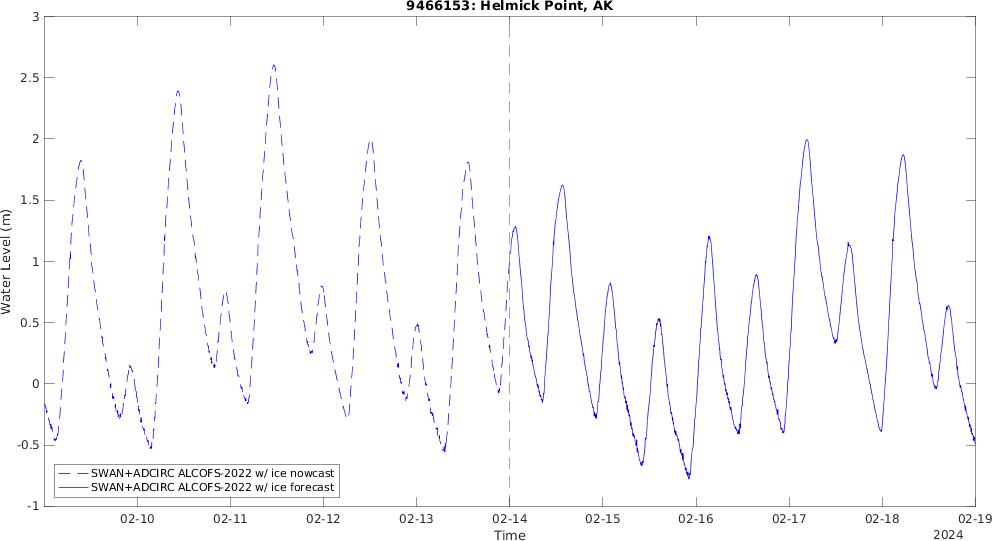 9466153: Helmick Point, AK
3
2.5
2
1.5
1
0.5
0
-0.5
-1
Water Level (m)
SWAN+ADCIRC ALCOFS-2022 w/ ice nowcast
SWAN+ADCIRC ALCOFS-2022 w/ ice forecast
02-10 02-11 02-12 02-13 02-14 02-15 02-16 02-17 02-18 02-19
Time
2024